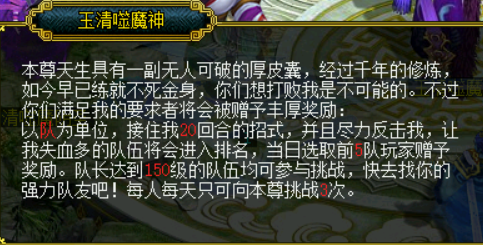 玉清噬魔神
本尊天生具有一副无人可破的厚皮囊，经过千年的修炼，
如今早已练就不死金身，你们想打败我是不可能的。不过
你们满足我的要求者将会被赠予丰厚奖励：
以队为单位，接住我20回合的招式，并且尽力反击我，让
我失血多的队伍将会进入排名，当日选取前5队玩家赠予
奖励。队长达到150级的队伍均可参与挑战，快去找你的
强力队友吧！每人每天只可向本尊挑战3次。